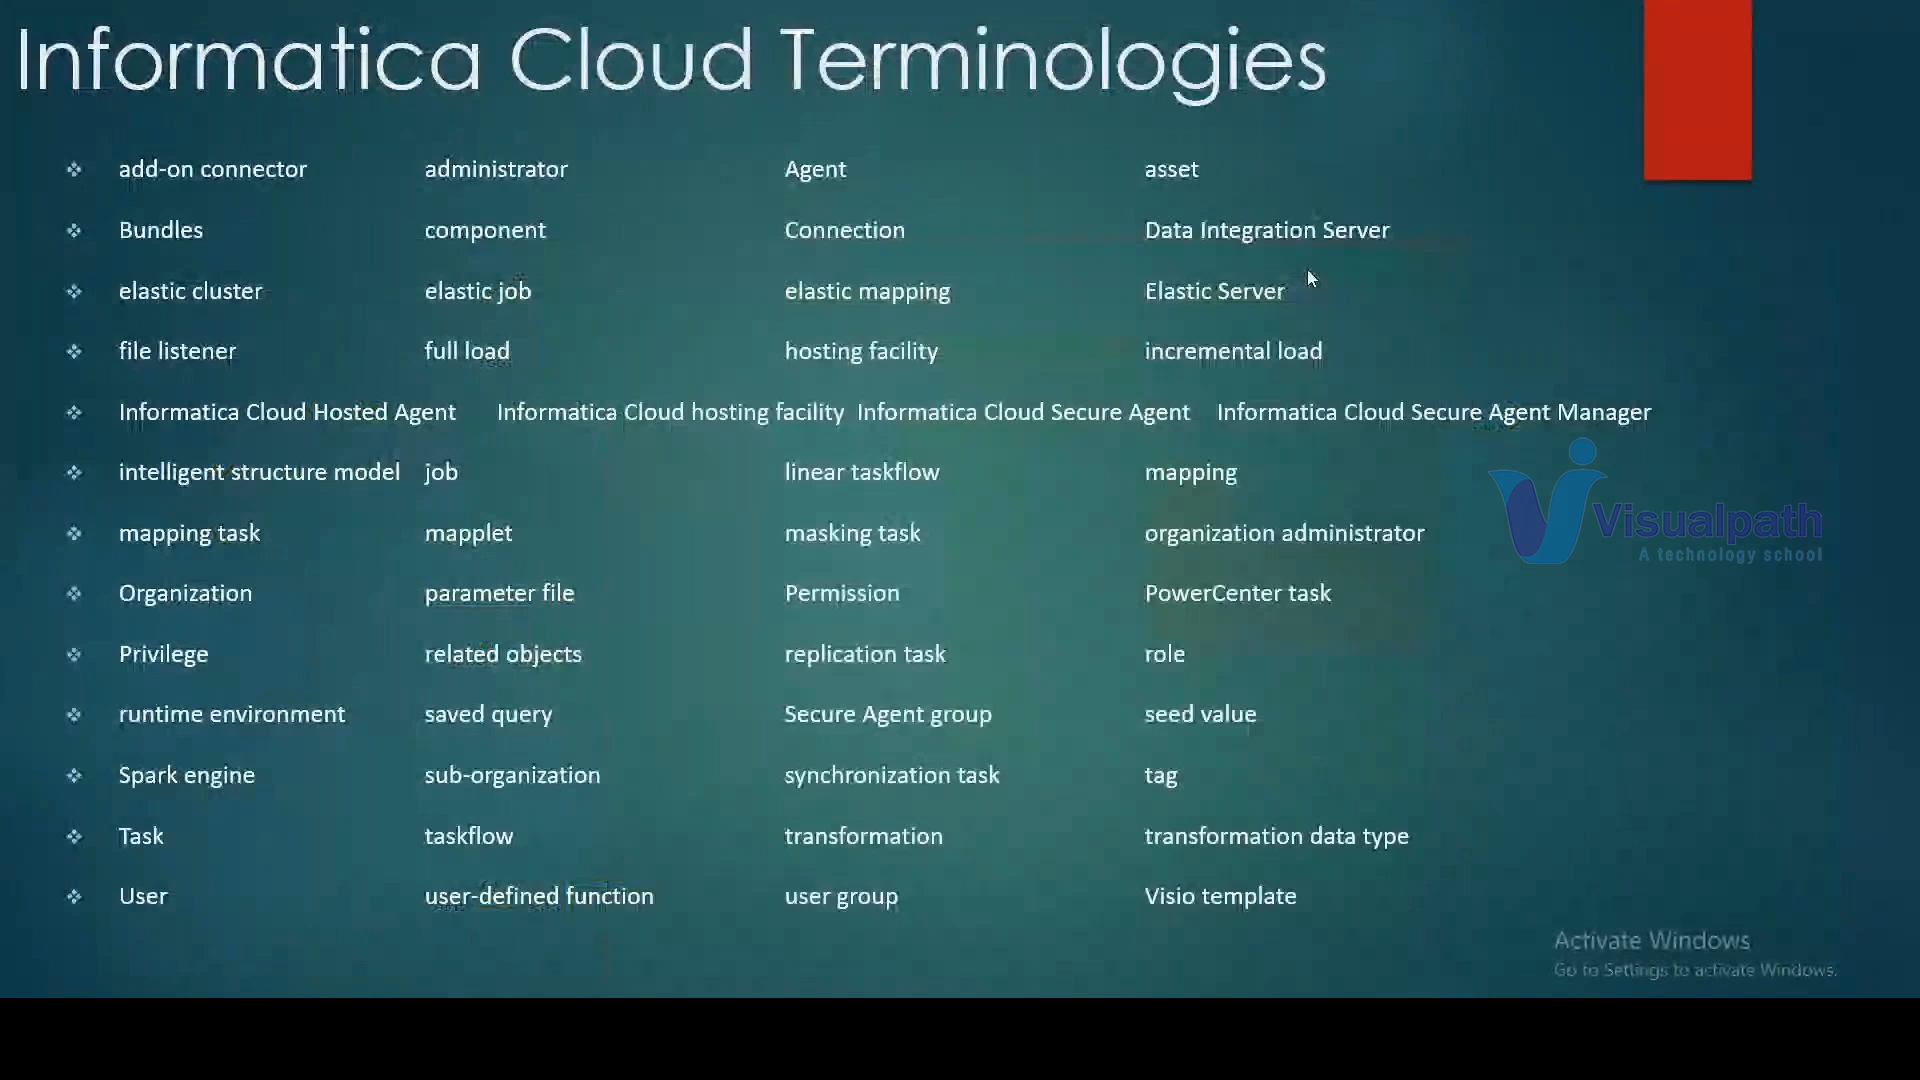 Informatica Cloud Terminologies
add-on connector administrator Agent asset
Bundles component Connection Data Integration Server
elastic cluster elastic job elastic mapping Elastic Server
file listener full load hosting facility incremental load
Informatica Cloud Hosted Agent Informatica Cloud hosting facility Informatica Cloud Secure Agent Informatica Cloud Secure Agent Manager
intelligent structure model job linear taskflow mapping
mapping task mapplet masking task organization administrator
Visualpath
A technology school
Organization parameter file Permission PowerCenter task
Privilege related objects replication task role
runtime environment saved query Secure Agent group seed value
Spark engine sub-organization synchronization task tag
Task taskflow transformation transformation data type
User user-defined function user group Visio template
Activate Windows
Go to Settings to activate Windows.